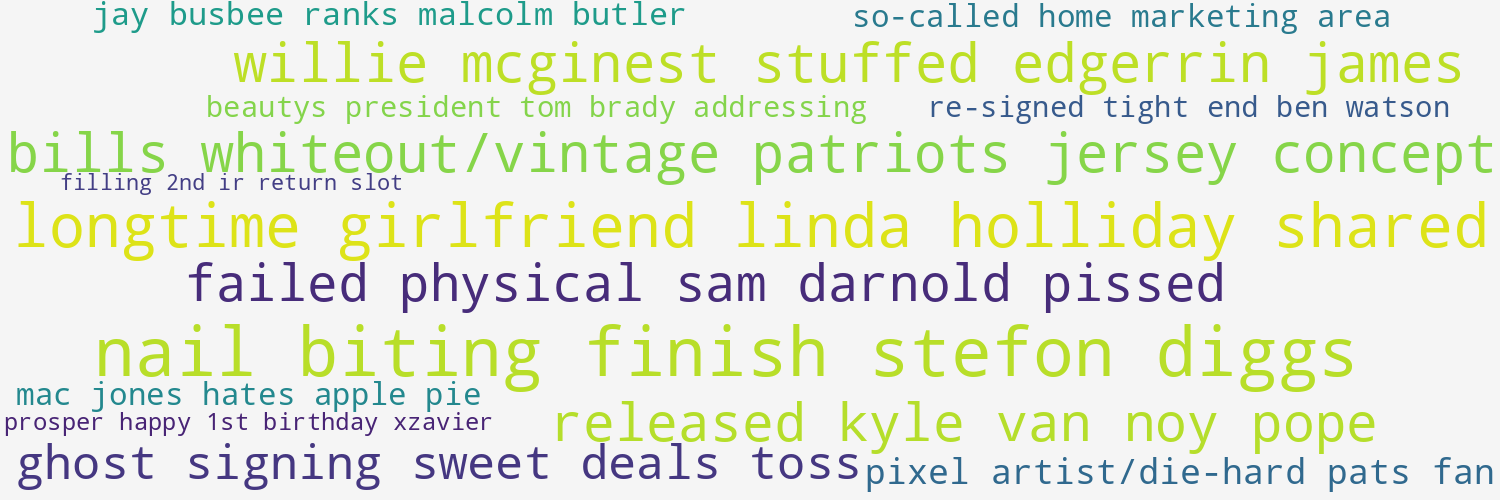 jay busbee ranks malcolm butler
so-called home marketing area
willie mcginest stuffed edgerrin james
beautys president tom brady addressing
re-signed tight end ben watson
bills whiteout/vintage patriots jersey concept
filling 2nd ir return slot
longtime girlfriend linda holliday shared
failed physical sam darnold pissed
nail biting finish stefon diggs
mac jones hates apple pie
released kyle van noy pope
prosper happy 1st birthday xzavier
ghost signing sweet deals toss
pixel artist/die-hard pats fan